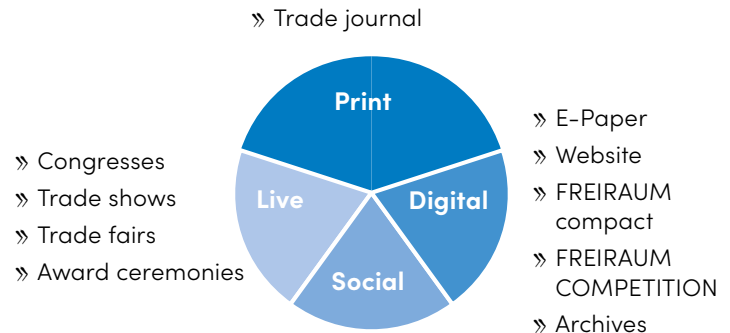 » Trade journal
Print
» Congresses
» Trade shows
» Trade fairs
» Award ceremonies
Live
Digital
Social
» E-Paper
» Website
» FREIRAUM
compact
» FREIRAUM
COMPETITION
» Archives